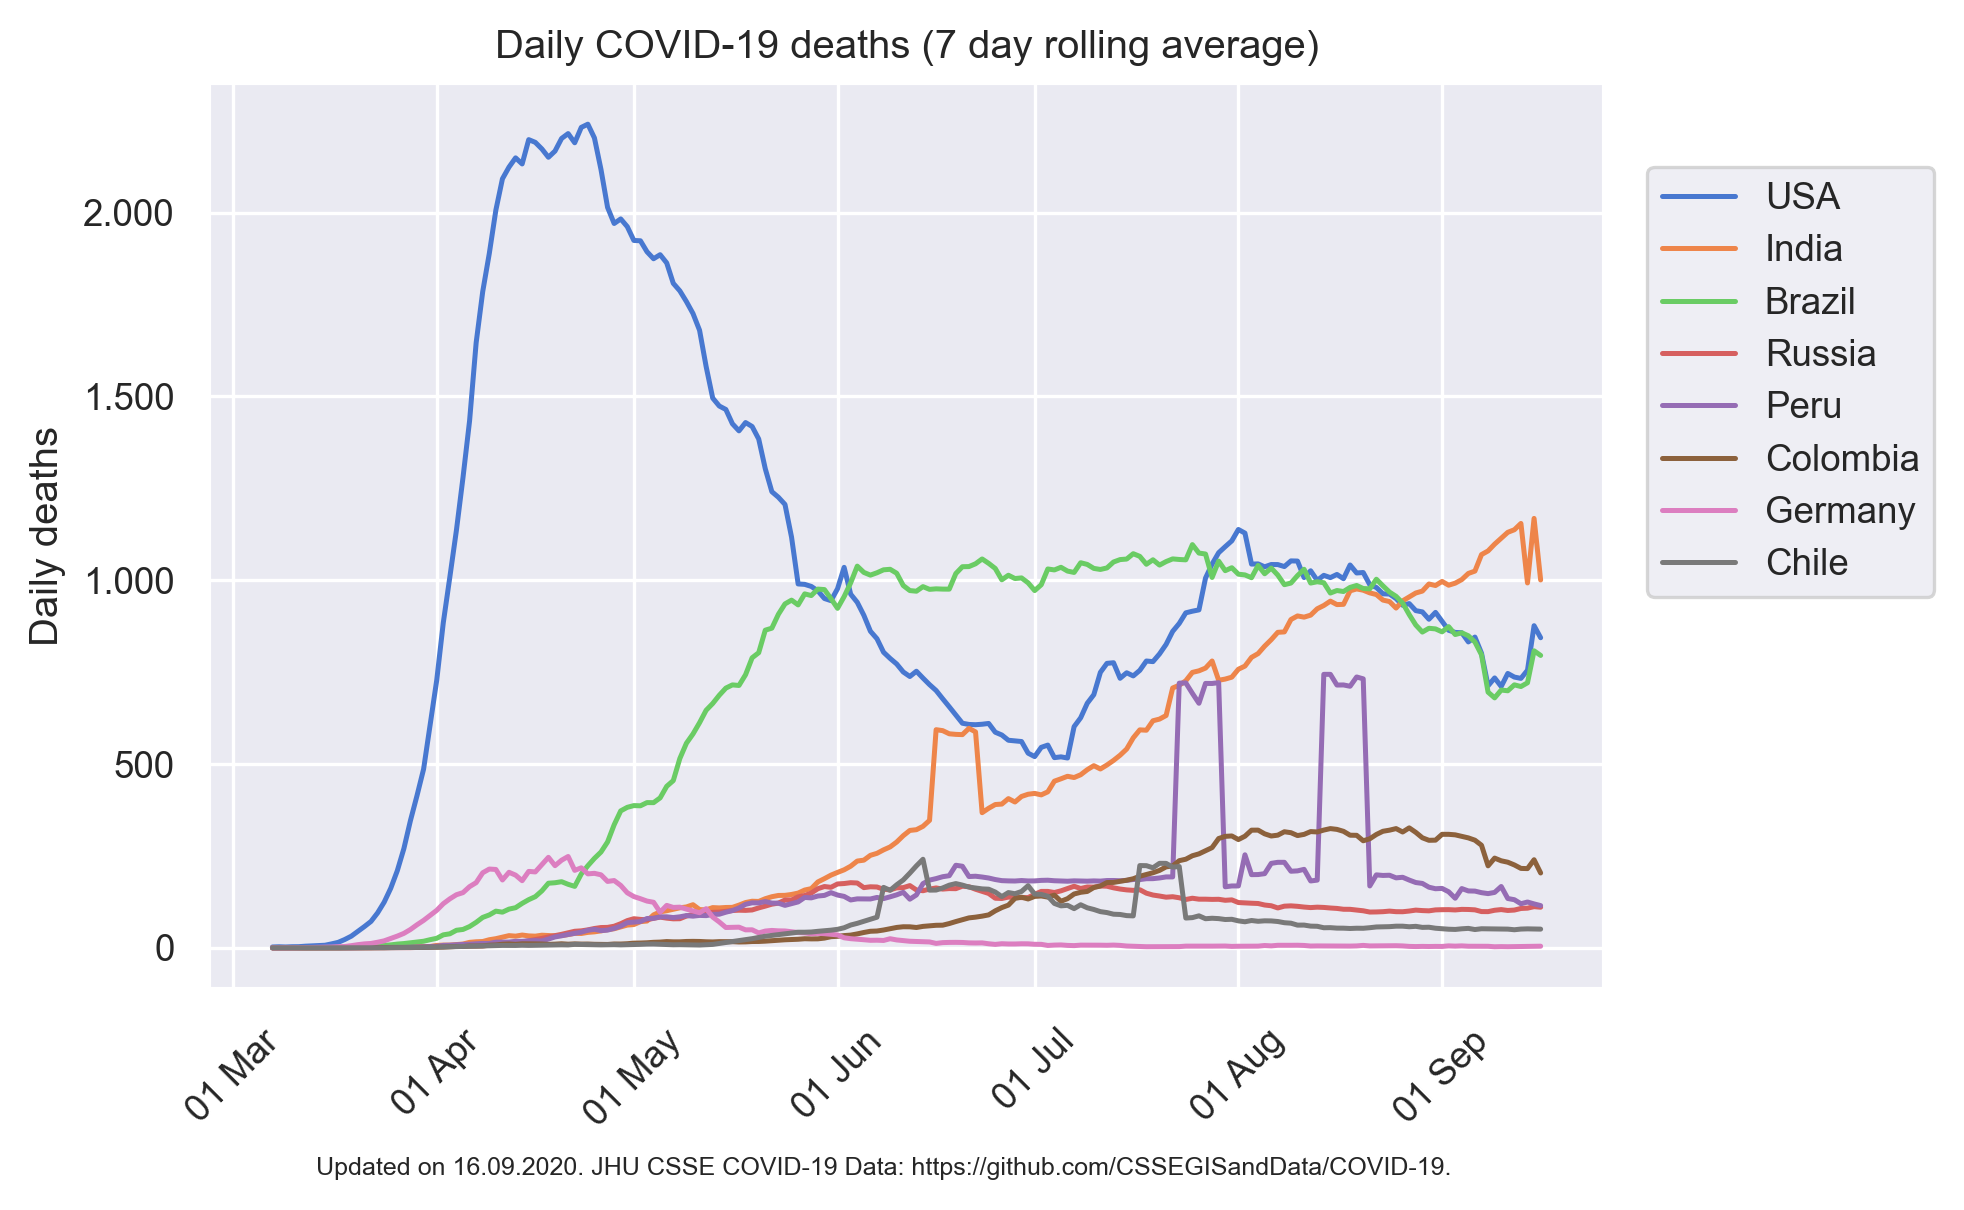 Daily COVID-19 deaths (7 day rolling average)
Daily deaths
2.000
1.500
1.000
500
0
01 Mar
01 Apr
01 May
01 Jun
01 Jul
01 Aug
01 Sep
USA
India
Brazil
Russia
Peru
Colombia
Germany
Chile
Updated on 16.09.2020. JHU CSSE COVID-19 Data: https://github.com/CSSEGISandData/COVID-19.